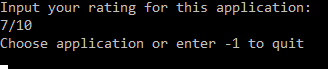 Input your rating for this application:
7/10
Choose application or enter -1 to quit